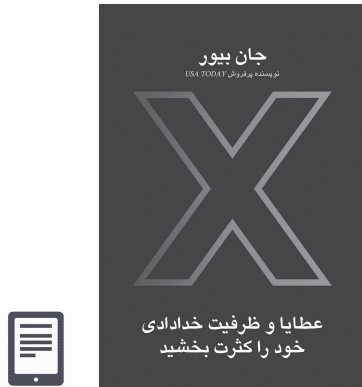 جان بیور
نویسنده پرفروش USA TODAY
X
عطایا و ظرفیت خدادادی
خود را کثرت بخشید